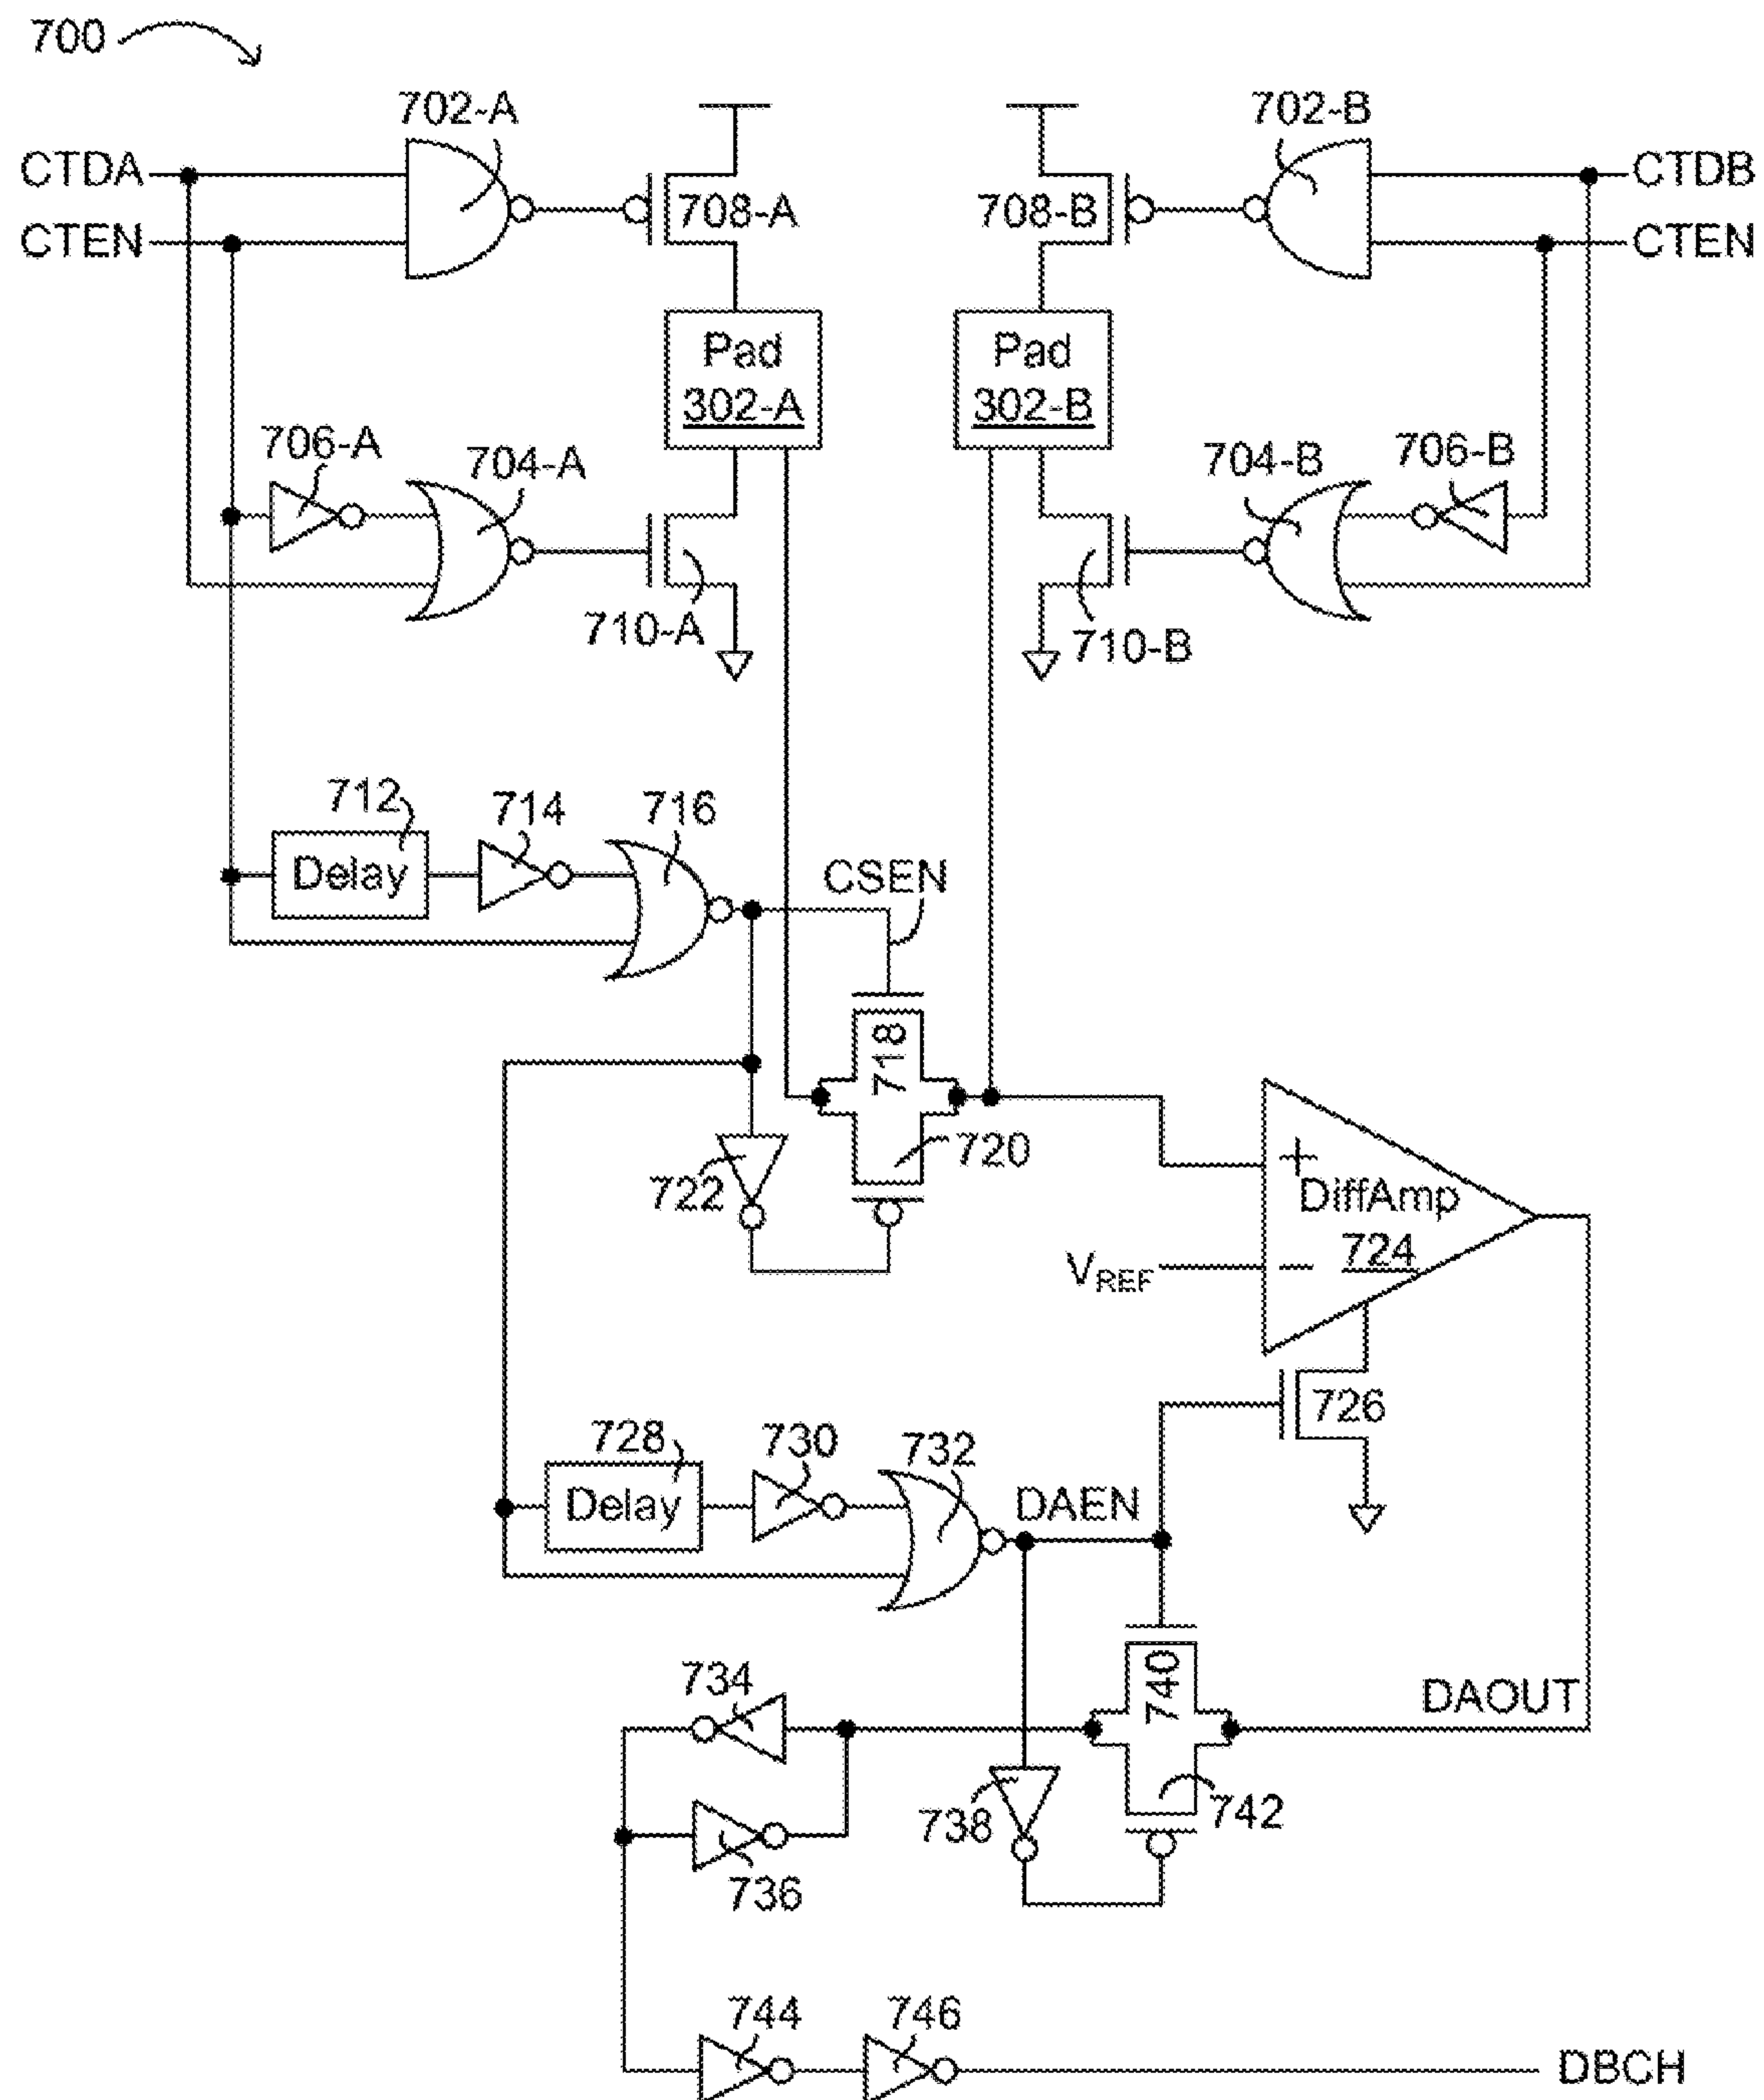 700
702-A
702-B
CTDA
CTDB
CTEN
708-A
708-B
CTEN
Pad
302-A
Pad
302-B
706-A
704-A
704-B
706-B
710-A
710-B
712
714
716
Delay
CSEN
718
720
722
+
DiffAmp
724
VREF
−
726
728
730
732
Delay
DAEN
734
740
DAOUT
738
742
736
744
746
DBCH